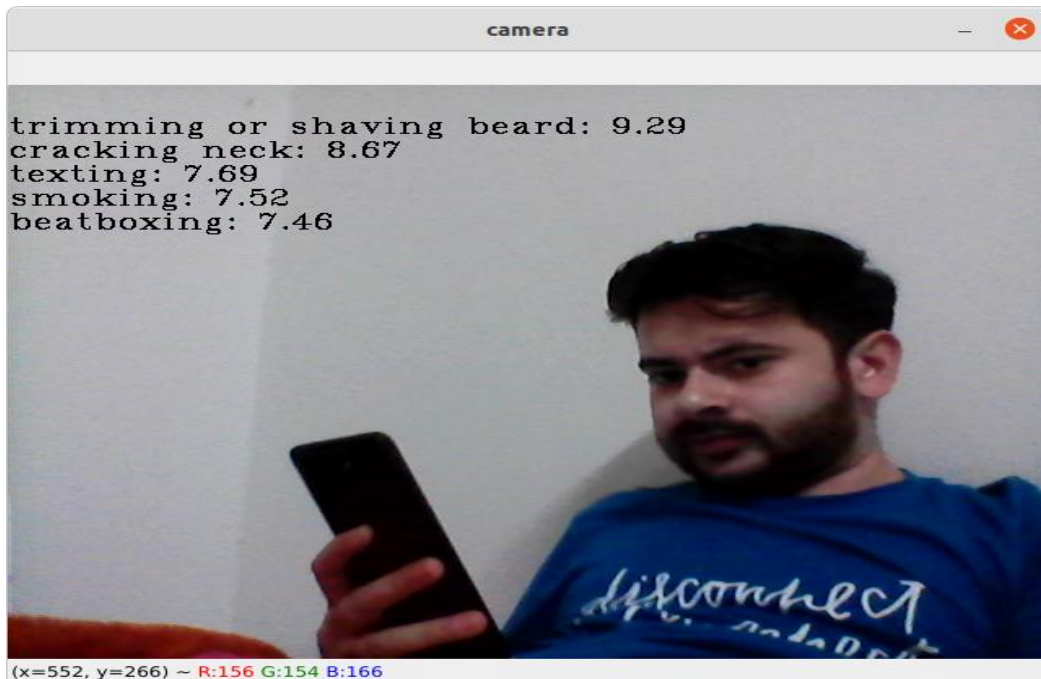 camera
trimming or shaving beard: 9.29
cracking neck: 8.67
texting: 7.69
smoking: 7.52
beatboxing: 7.46
disconnect
(x=552, y=266) ~ R:156 G:154 B:166